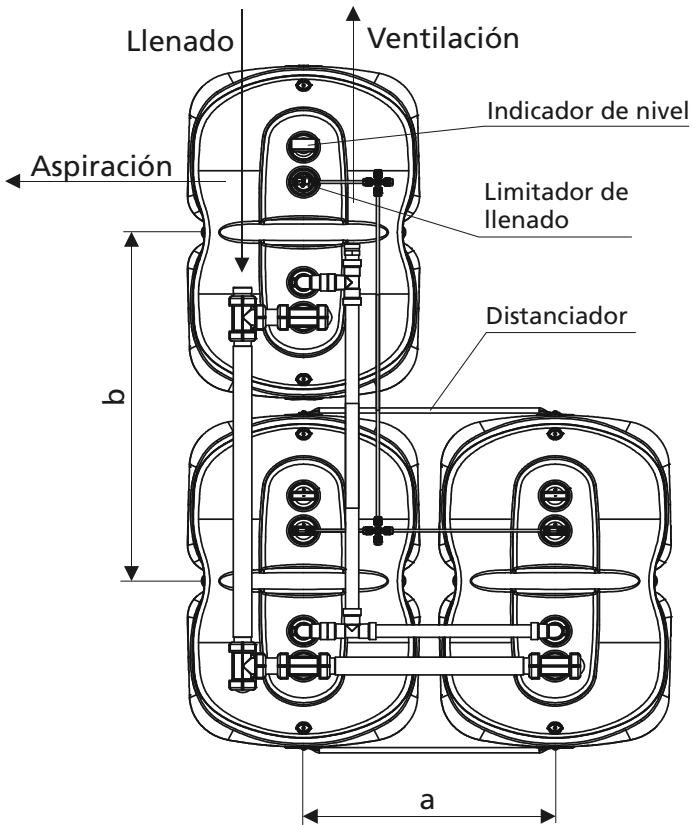 Llenado
Ventilación
Indicador de nivel
Aspiración
Limitador de
llenado
Distanciador
b
a